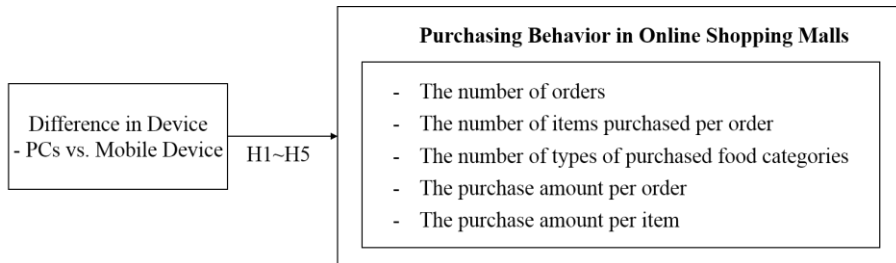 Purchasing Behavior in Online Shopping Malls
Difference in Device
- PCs vs. Mobile Device
H1~H5
- The number of orders
- The number of items purchased per order
- The number of types of purchased food categories
- The purchase amount per order
- The purchase amount per item